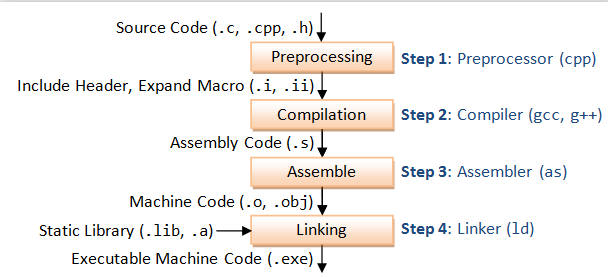 Source Code (.c, .cpp, .h)
Preprocessing
Step 1: Preprocessor (cpp)
Include Header, Expand Macro (.i, .ii)
Compilation
Step 2: Compiler (gcc, g++)
Assembly Code (.s)
Assemble
Step 3: Assembler (as)
Machine Code (.o, .obj)
Static Library (.lib, .a)
Linking
Step 4: Linker (ld)
Executable Machine Code (.exe)